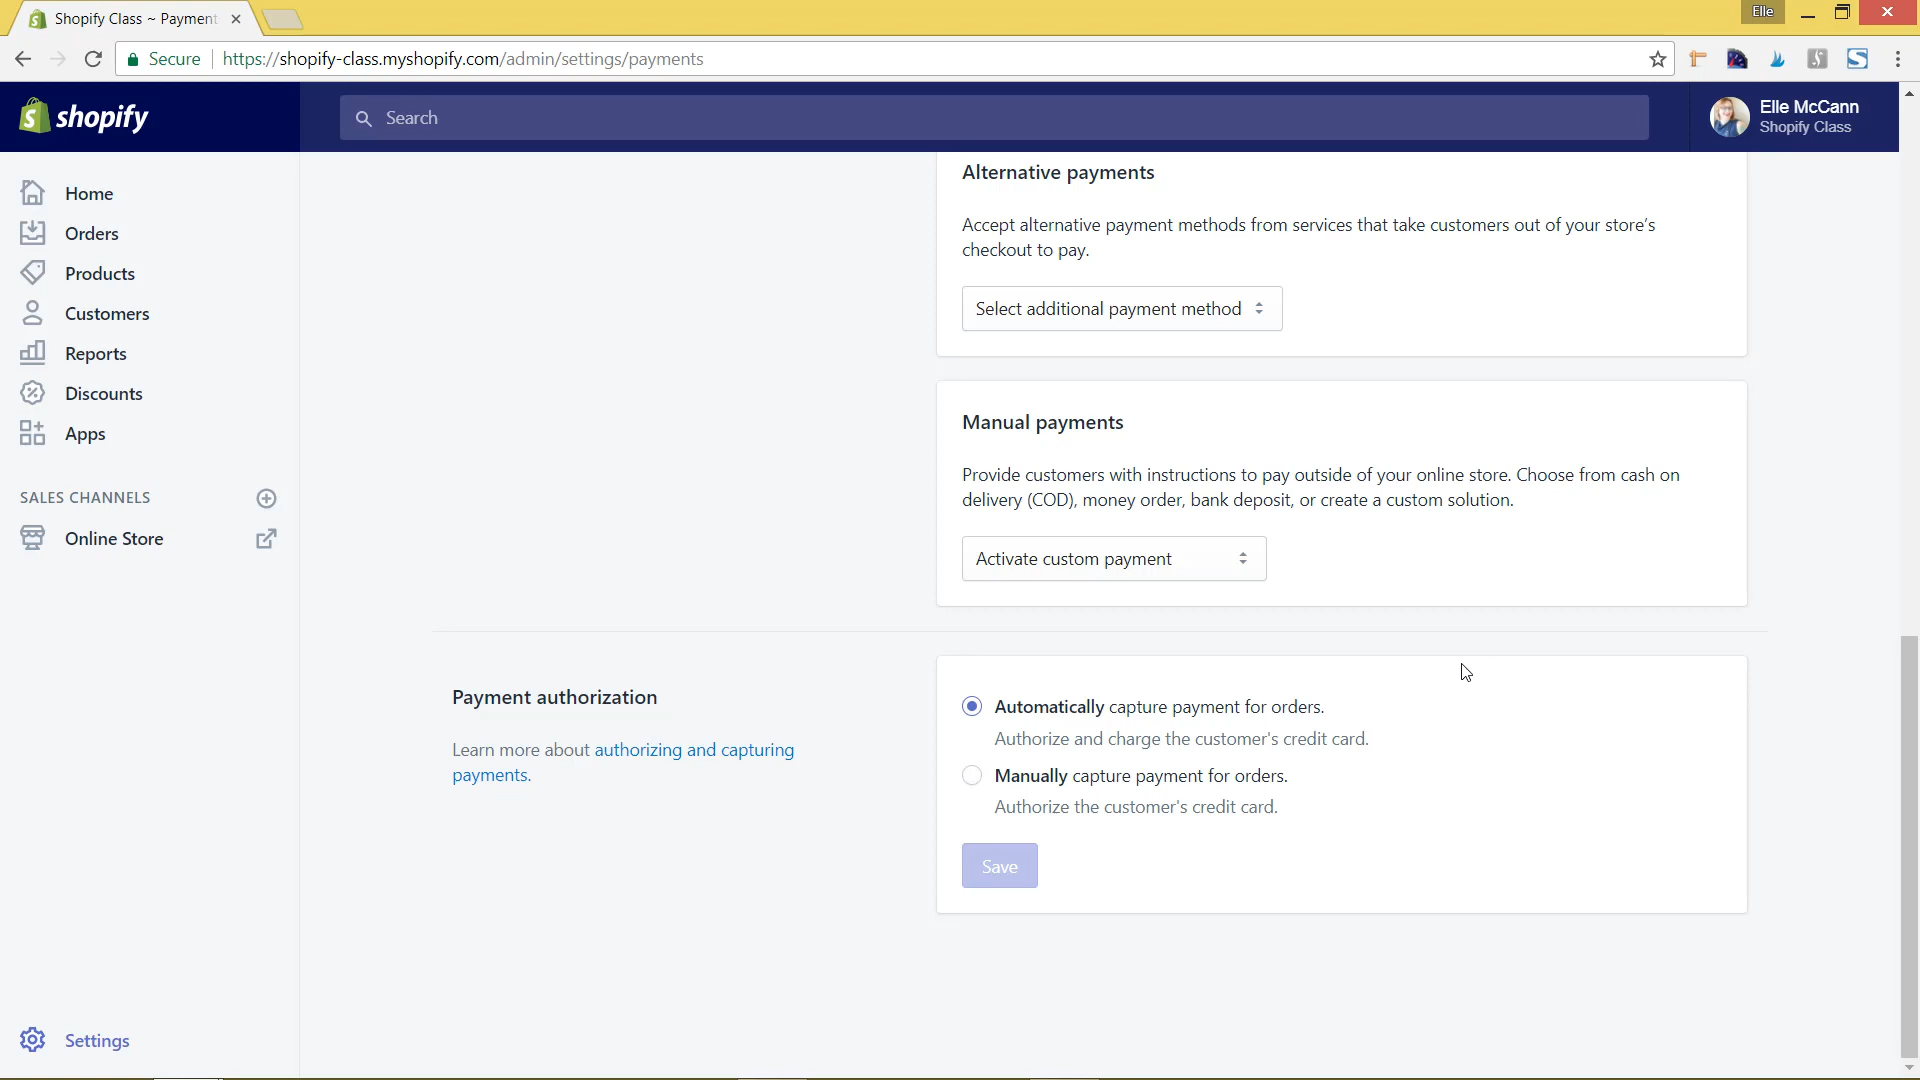 Shopify Class ~ Payment
Elle
Secure
https://shopify-class.myshopify.com/admin/settings/payments
shopify
Search
Elle McCann
Shopify Class
Home
Orders
Products
Customers
Reports
Discounts
Apps
SALES CHANNELS
Online Store
Settings
Alternative payments
Accept alternative payment methods from services that take customers out of your store's
checkout to pay.
Select additional payment method
Manual payments
Provide customers with instructions to pay outside of your online store. Choose from cash on
delivery (COD), money order, bank deposit, or create a custom solution.
Activate custom payment
Payment authorization
Learn more about authorizing and capturing
payments.
Automatically capture payment for orders.
Authorize and charge the customer's credit card.
Manually capture payment for orders.
Authorize the customer's credit card.
Save